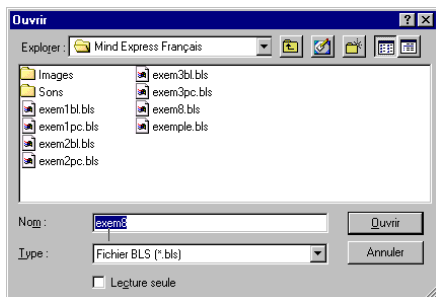 Ouvrir
Explorer : Mind Express Français
Images
Sons
exem1bl.bls
exem1pc.bls
exem2bl.bls
exem2pc.bls
exem3bl.bls
exem3pc.bls
exem8.bls
exemple.bls
Nom : exem8 Ouvrir
Type : Fichier BLS (*.bls) Annuler
Lecture seule